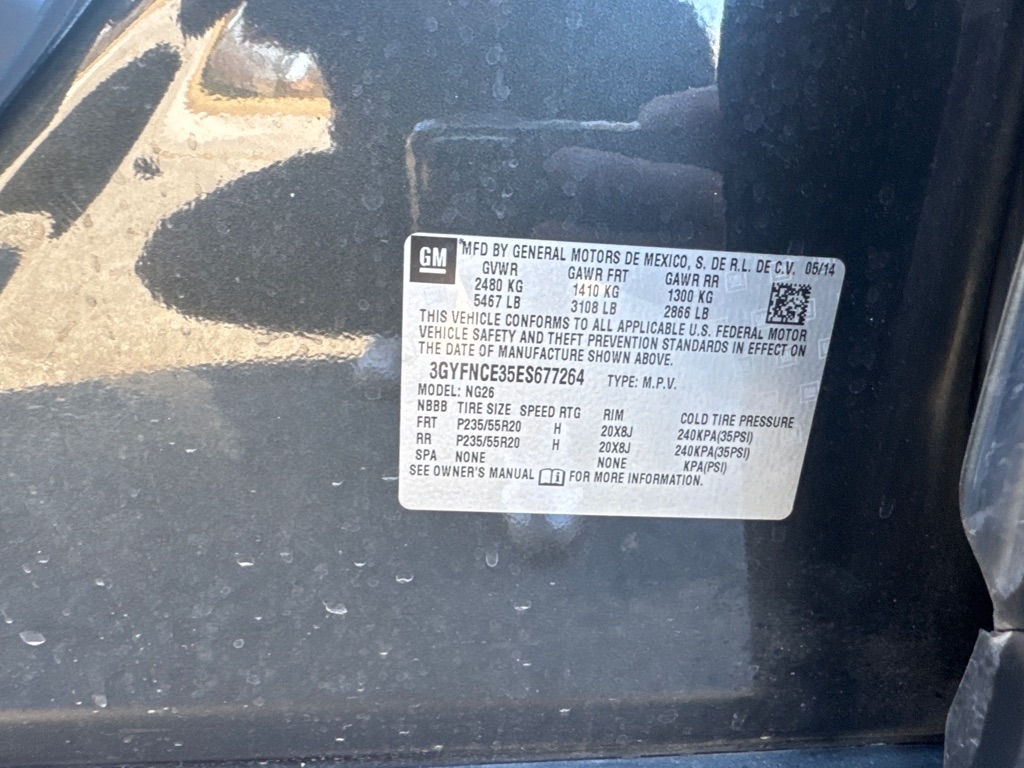 GM
MFD BY GENERAL MOTORS DE MEXICO, S. DE R.L. DE C.V. 05/14
GVWR GAWR FRT GAWR RR
2480 KG 1410 KG 1300 KG
5467 LB 3108 LB 2866 LB
THIS VEHICLE CONFORMS TO ALL APPLICABLE U.S. FEDERAL MOTOR
VEHICLE SAFETY AND THEFT PREVENTION STANDARDS IN EFFECT ON
THE DATE OF MANUFACTURE SHOWN ABOVE.
3GYFNCE35ES677264 TYPE: M.P.V.
MODEL: NG26
NBBB TIRE SIZE SPEED RTG RIM COLD TIRE PRESSURE
FRT P235/55R20 H 20X8J 240KPA(35PSI)
RR P235/55R20 H 20X8J 240KPA(35PSI)
SPA NONE NONE KPA(PSI)
SEE OWNER'S MANUAL FOR MORE INFORMATION.